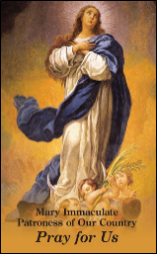 Mary Immaculate
Patroness of Our Country
Pray for Us